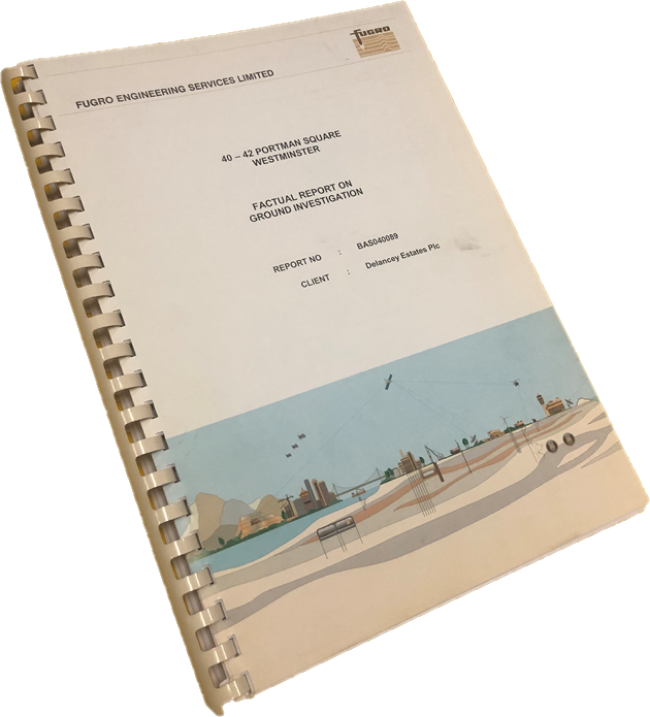 fugro
FUGRO ENGINEERING SERVICES LIMITED
40 – 42 PORTMAN SQUARE
WESTMINSTER
FACTUAL REPORT ON
GROUND INVESTIGATION
REPORT NO : BAS040089
CLIENT : Delancey Estates Plc